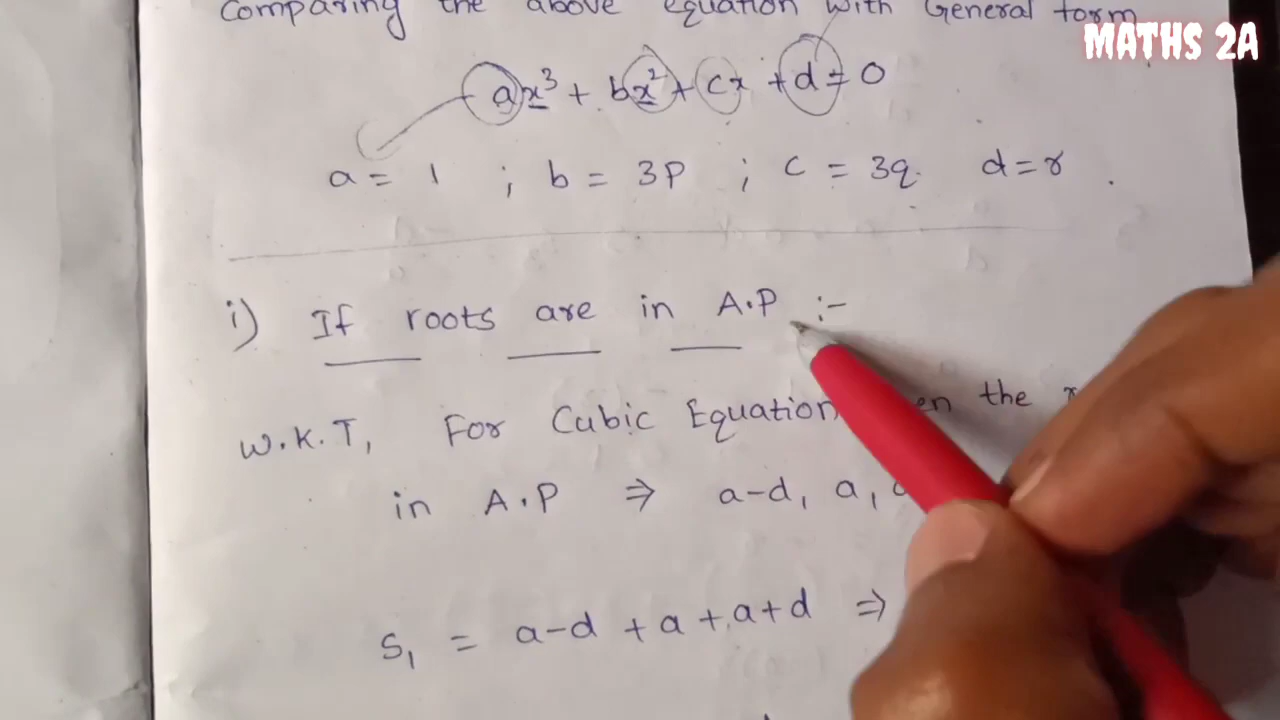 Comparing the above equation with General form
MATHS 2A
ax³ + bx² + cx + d = 0
a = 1 ; b = 3p ; c = 3q d = r .
i) If roots are in A.P :-
W.K.T, For Cubic Equation the
in A.P ⇒ a-d, a,
S₁ = a-d + a + a+d ⇒